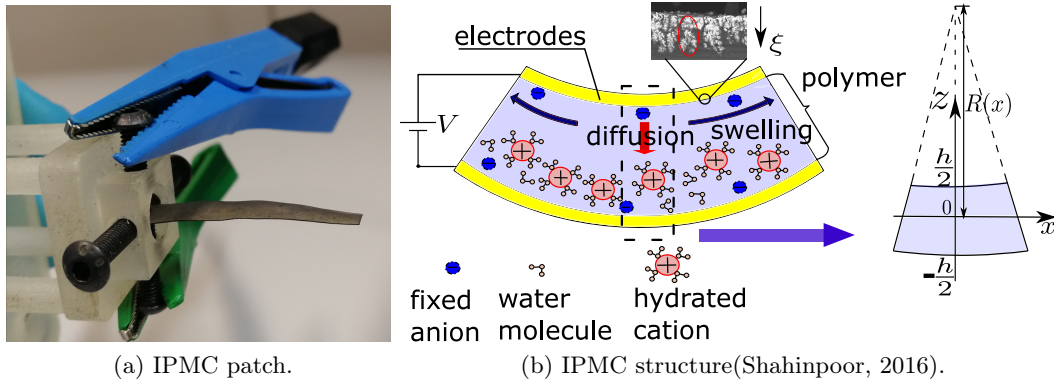 electrodes
ξ
polymer
V
diffusion
swelling
z
R(x)
h
2
0
x
-h
2
fixed
anion
water
molecule
hydrated
cation
(a) IPMC patch.
(b) IPMC structure(Shahinpoor, 2016).